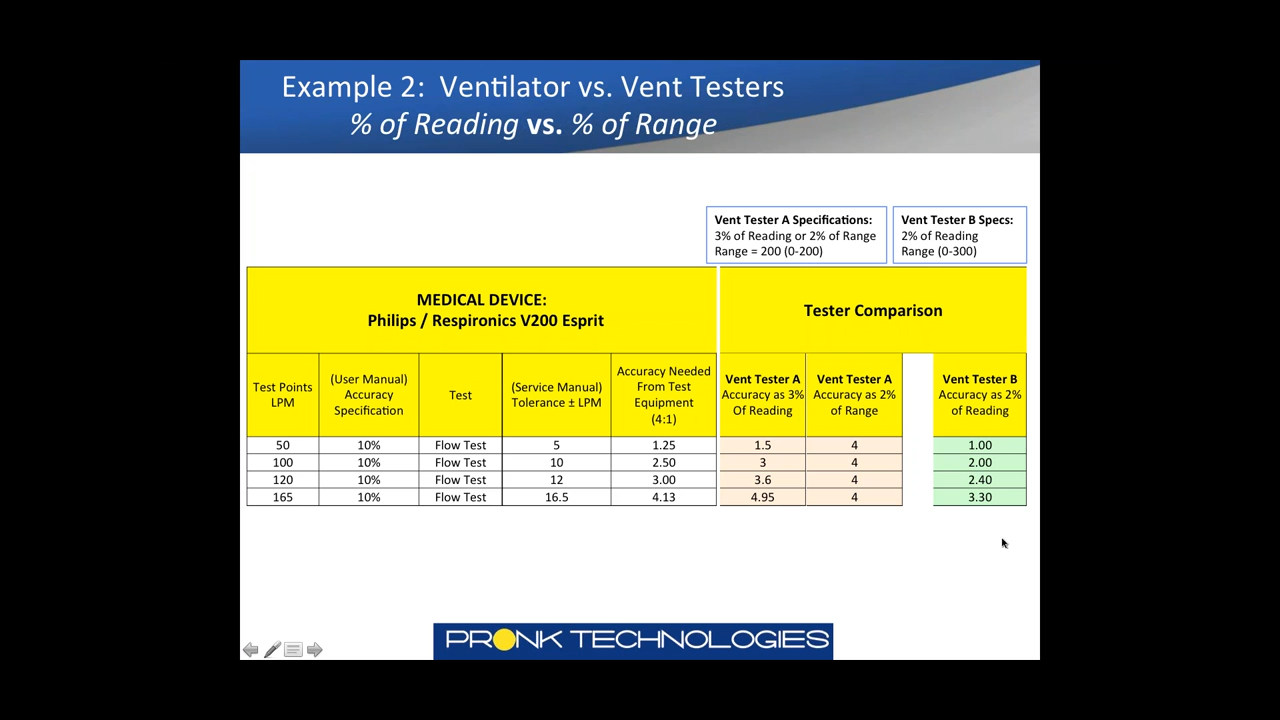 Example 2: Ventilator vs. Vent Testers
% of Reading vs. % of Range
Vent Tester A Specifications:
3% of Reading or 2% of Range
Range = 200 (0-200)
Vent Tester B Specs:
2% of Reading
Range (0-300)
MEDICAL DEVICE:
Philips / Respironics V200 Esprit
Tester Comparison
Test Points
LPM
(User Manual)
Accuracy
Specification
Test
(Service Manual)
Tolerance ± LPM
Accuracy Needed
From Test
Equipment
(4:1)
Vent Tester A
Accuracy as 3%
Of Reading
Vent Tester A
Accuracy as 2%
of Range
Vent Tester B
Accuracy as 2%
of Reading
50 10% Flow Test 5 1.25 1.5 4 1.00
100 10% Flow Test 10 2.50 3 4 2.00
120 10% Flow Test 12 3.00 3.6 4 2.40
165 10% Flow Test 16.5 4.13 4.95 4 3.30
PRONK TECHNOLOGIES